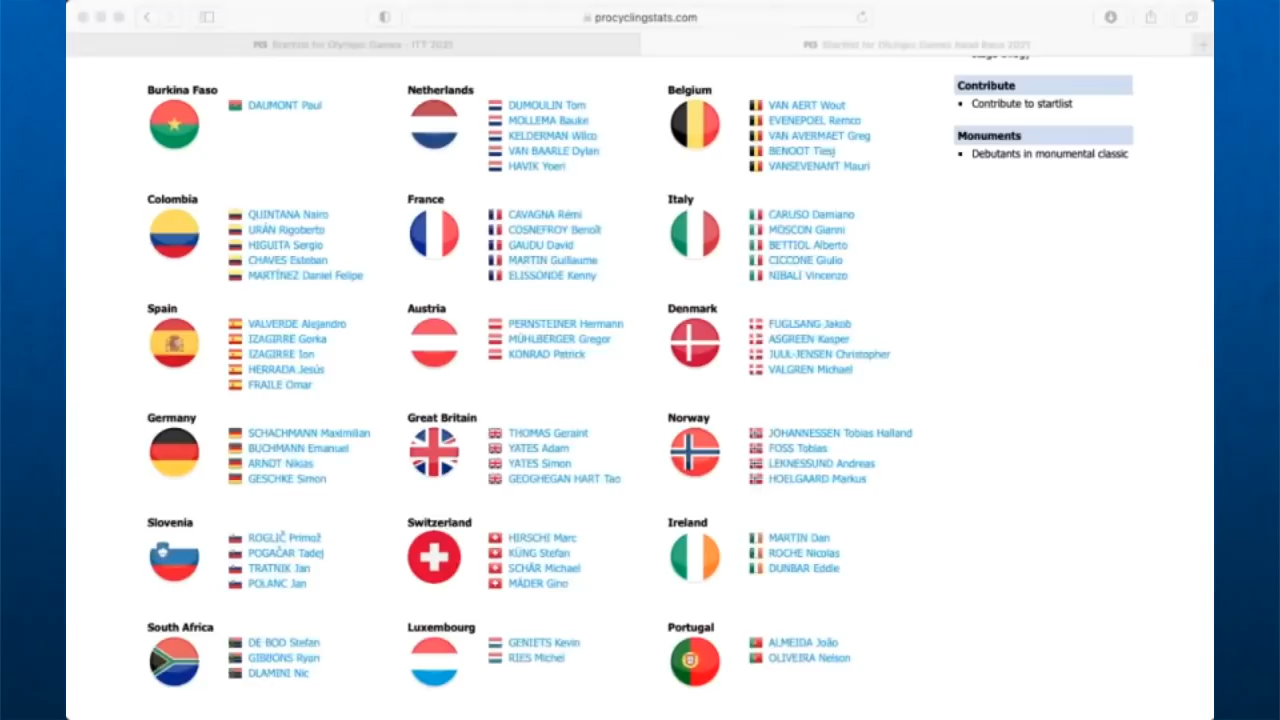 procyclingstats.com
PCS Startlist for Olympic Games - ITT 2021
PCS Startlist for Olympic Games Road Race 2021
Contribute
Contribute to startlist
Monuments
Debutants in monumental classic
Burkina Faso
DAUMONT Paul
Netherlands
DUMOULIN Tom
MOLLEMA Bauke
KELDERMAN Wilco
VAN BAARLE Dylan
HAVIK Yoeri
Belgium
VAN AERT Wout
EVENEPOEL Remco
VAN AVERMAET Greg
BENOOT Tiesj
VANSEVENANT Mauri
Colombia
QUINTANA Nairo
URÁN Rigoberto
HIGUITA Sergio
CHAVES Esteban
MARTÍNEZ Daniel Felipe
France
CAVAGNA Rémi
COSNEFROY Benoît
GAUDU David
MARTIN Guillaume
ELISSONDE Kenny
Italy
CARUSO Damiano
MOSCON Gianni
BETTIOL Alberto
CICCONE Giulio
NIBALI Vincenzo
Spain
VALVERDE Alejandro
IZAGIRRE Gorka
IZAGIRRE Ion
HERRADA Jesús
FRAILE Omar
Austria
PERNSTEINER Hermann
MÜHLBERGER Gregor
KONRAD Patrick
Denmark
FUGLSANG Jakob
ASGREEN Kasper
JUUL-JENSEN Christopher
VALGREN Michael
Germany
SCHACHMANN Maximilian
BUCHMANN Emanuel
ARNDT Nikias
GESCHKE Simon
Great Britain
THOMAS Geraint
YATES Adam
YATES Simon
GEOGHEGAN HART Tao
Norway
JOHANNESSEN Tobias Halland
FOSS Tobias
LEKNESSUND Andreas
HOELGAARD Markus
Slovenia
ROGLIČ Primož
POGAČAR Tadej
TRATNIK Jan
POLANC Jan
Switzerland
HIRSCHI Marc
KÜNG Stefan
SCHÄR Michael
MÄDER Gino
Ireland
MARTIN Dan
ROCHE Nicolas
DUNBAR Eddie
South Africa
DE BOD Stefan
GIBBONS Ryan
DLAMINI Nic
Luxembourg
GENIETS Kevin
RIES Michel
Portugal
ALMEIDA João
OLIVEIRA Nelson